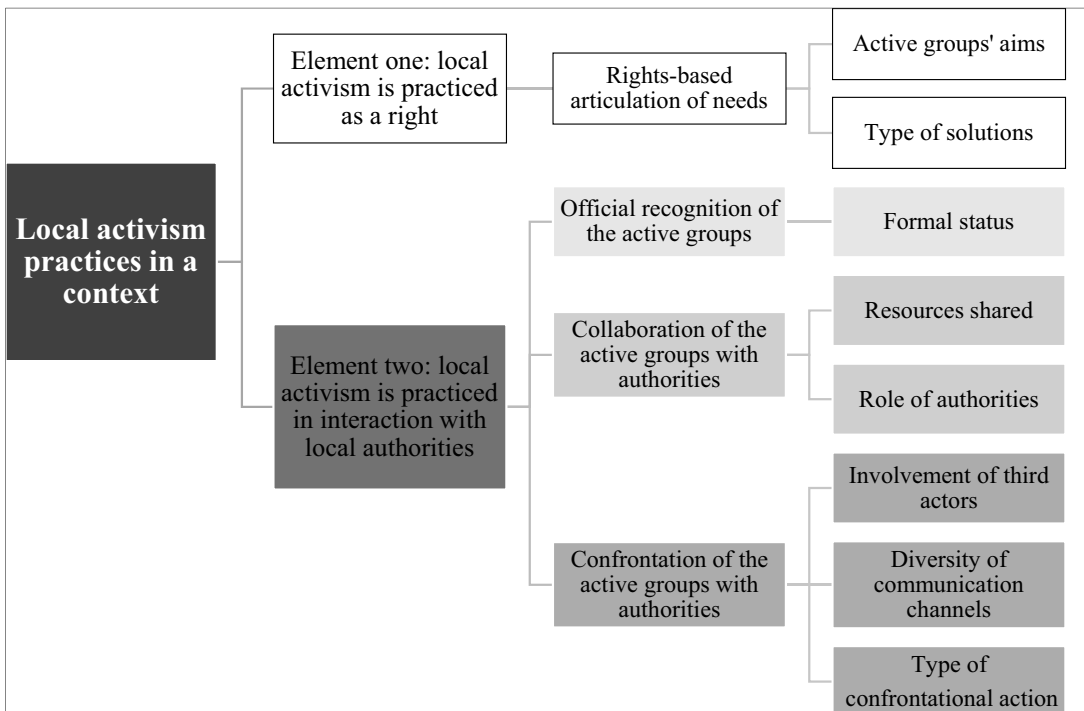 Local activism
practices in a
context
Element one: local
activism is practiced
as a right
Rights-based
articulation of needs
Active groups' aims
Type of solutions
Element two: local
activism is practiced
in interaction with
local authorities
Official recognition of
the active groups
Formal status
Collaboration of the
active groups with
authorities
Resources shared
Role of authorities
Confrontation of the
active groups with
authorities
Involvement of third
actors
Diversity of
communication
channels
Type of
confrontational action